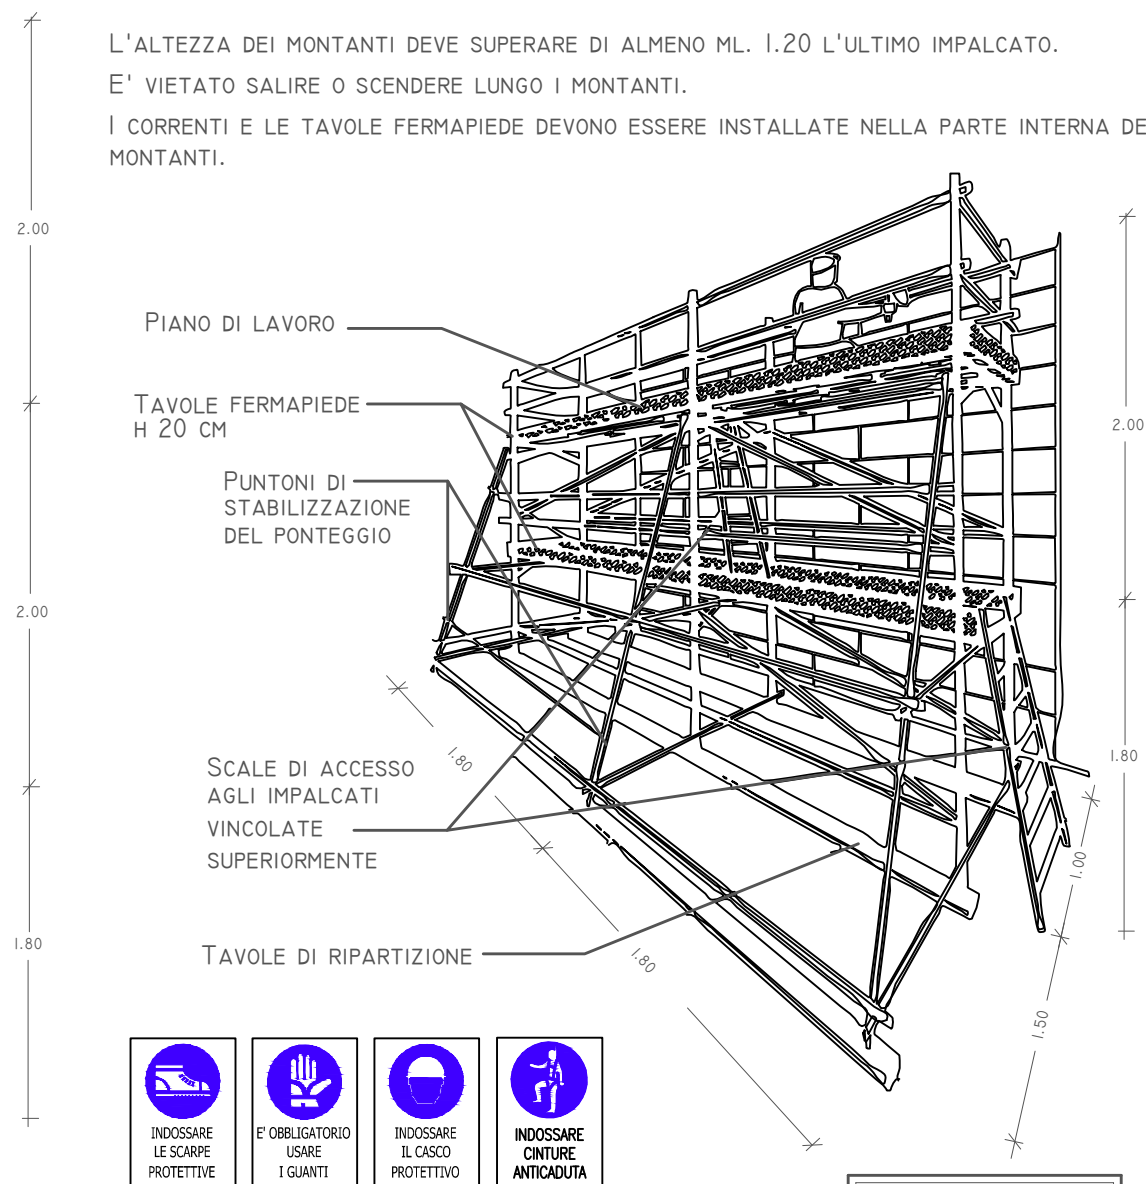 L'ALTEZZA DEI MONTANTI DEVE SUPERARE DI ALMENO ML. 1.20 L'ULTIMO IMPALCATO.
E' VIETATO SALIRE O SCENDERE LUNGO I MONTANTI.
I CORRENTI E LE TAVOLE FERMAPIEDE DEVONO ESSERE INSTALLATE NELLA PARTE INTERNA DE
MONTANTI.
2.00
PIANO DI LAVORO
TAVOLE FERMAPIEDE
H 20 CM
2.00
PUNTONI DI
STABILIZZAZIONE
DEL PONTEGGIO
2.00
1.80
1.80
SCALE DI ACCESSO
AGLI IMPALCATI
VINCOLATE
SUPERIORMENTE
1.00
1.80
TAVOLE DI RIPARTIZIONE
1.80
1.50
INDOSSARE
LE SCARPE
PROTETTIVE
E' OBBLIGATORIO
USARE
I GUANTI
INDOSSARE
IL CASCO
PROTETTIVO
INDOSSARE
CINTURE
ANTICADUTA